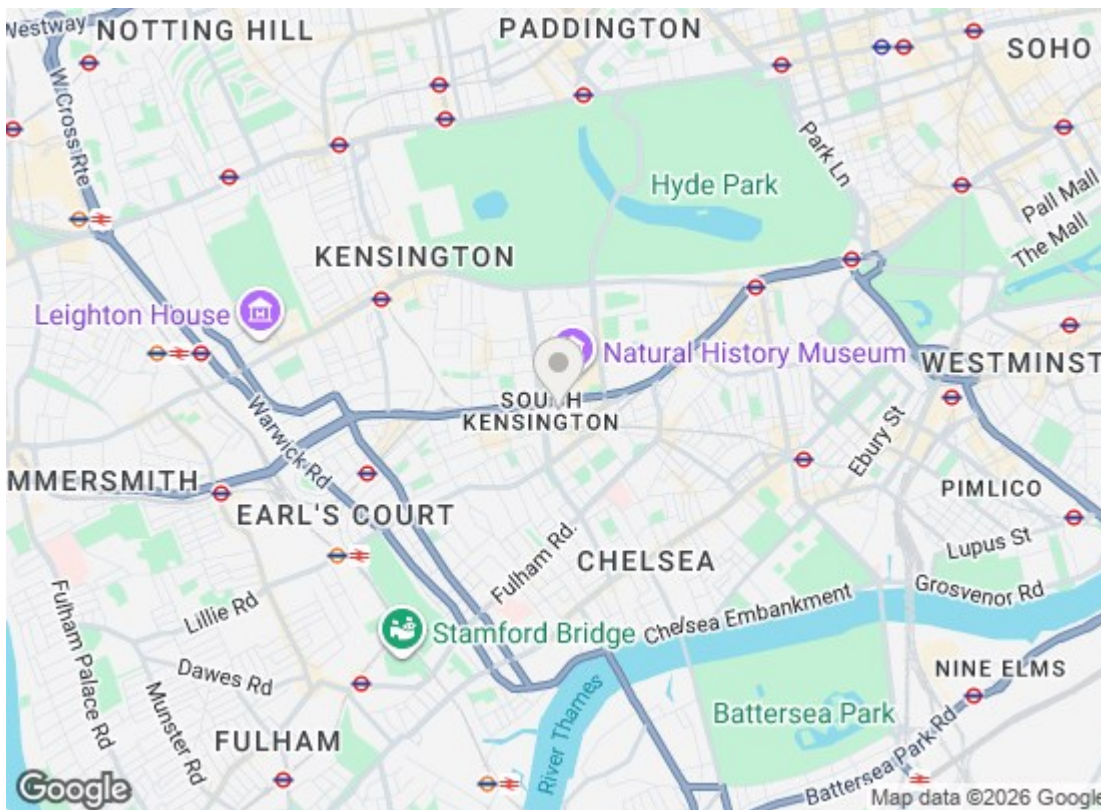 Westway
NOTTING HILL
PADDINGTON
SOHO
W Cross Rte
Park Ln
Hyde Park
Pall Mall
The Mall
KENSINGTON
Leighton House
Natural History Museum
WESTMINST
SOUTH
KENSINGTON
Warwick Rd
Ebury St
MMERSMITH
PIMLICO
EARL'S COURT
Lupus St
Fulham Rd.
CHELSEA
Grosvenor Rd
Chelsea Embankment
Lillie Rd
Fulham Palace Rd
Stamford Bridge
Dawes Rd
NINE ELMS
Munster Rd
River Thames
Battersea Park
FULHAM
Battersea Park Rd
Google
Map data ©2026 Google